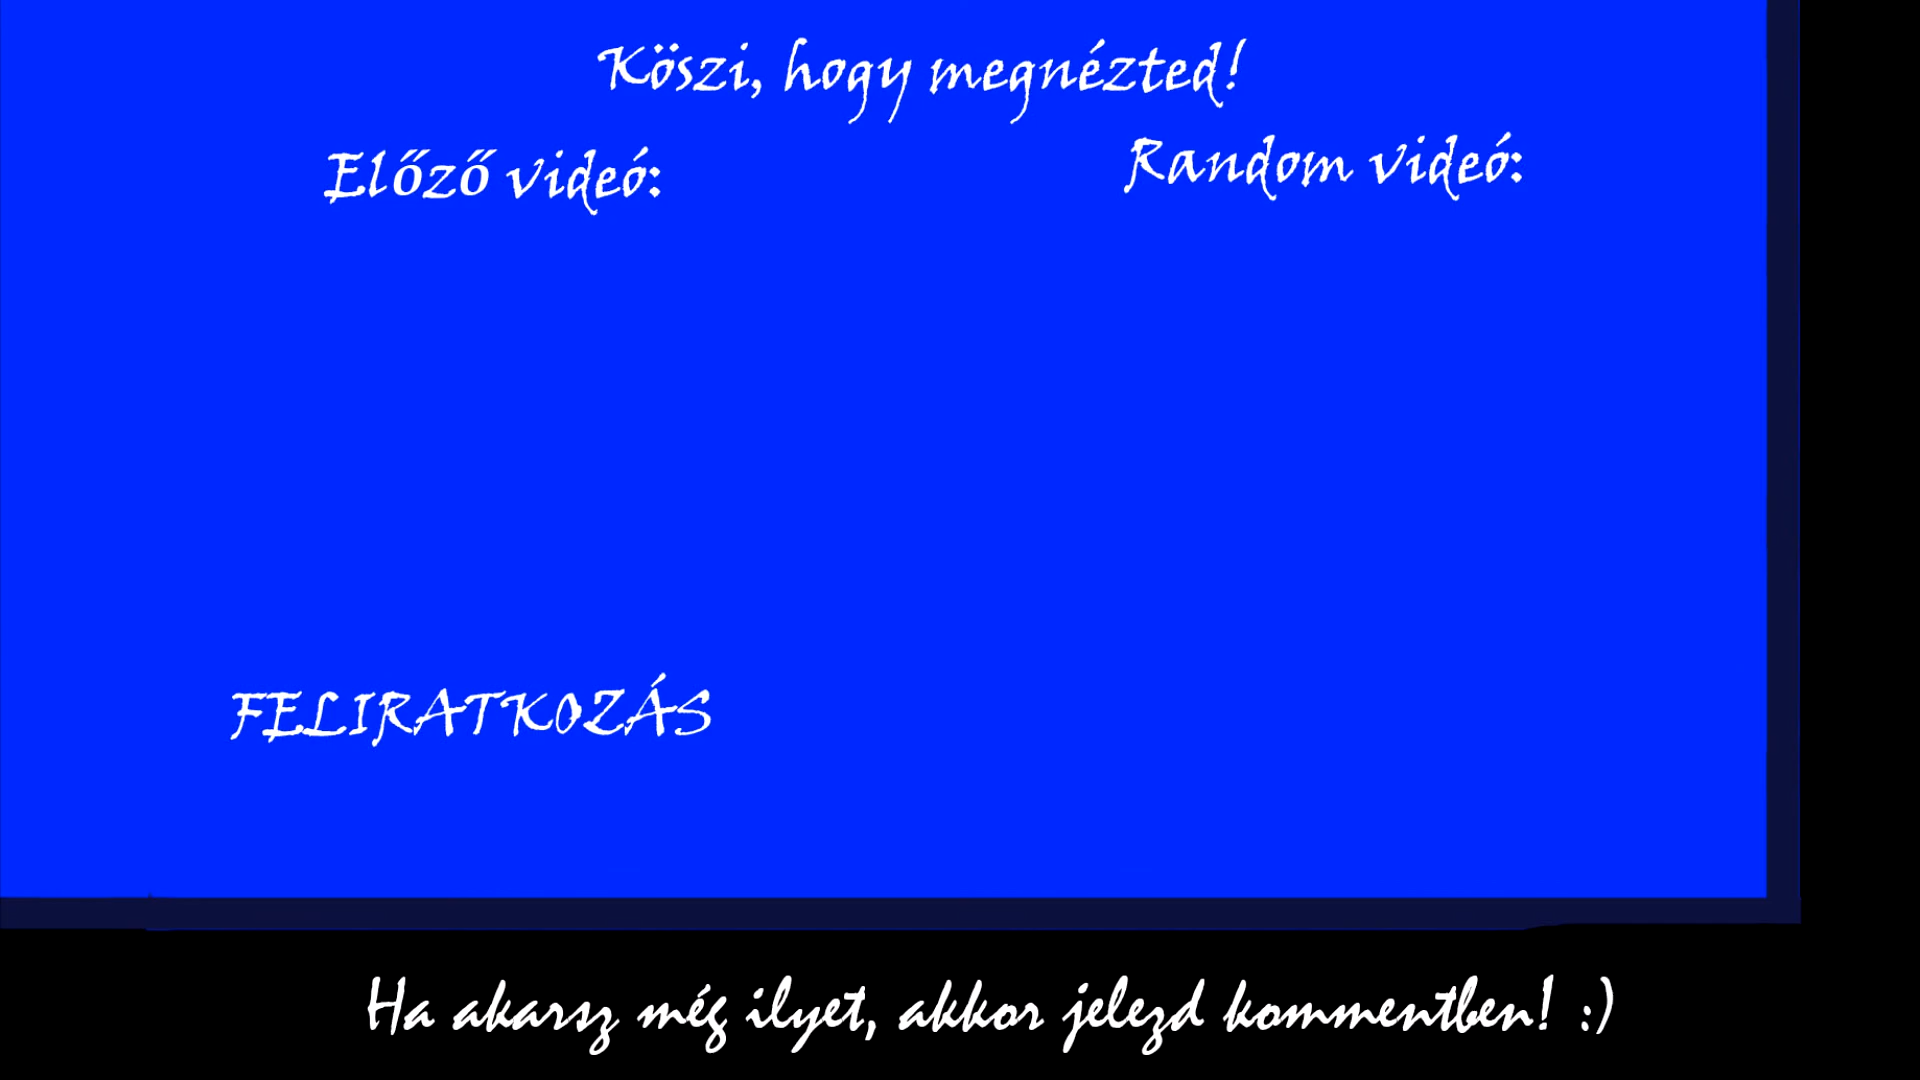 Köszi, hogy megnézted!
Előző videó:
Random videó:
FELIRATKOZÁS
Ha akarsz még ilyet, akkor jelezd kommentben! :)